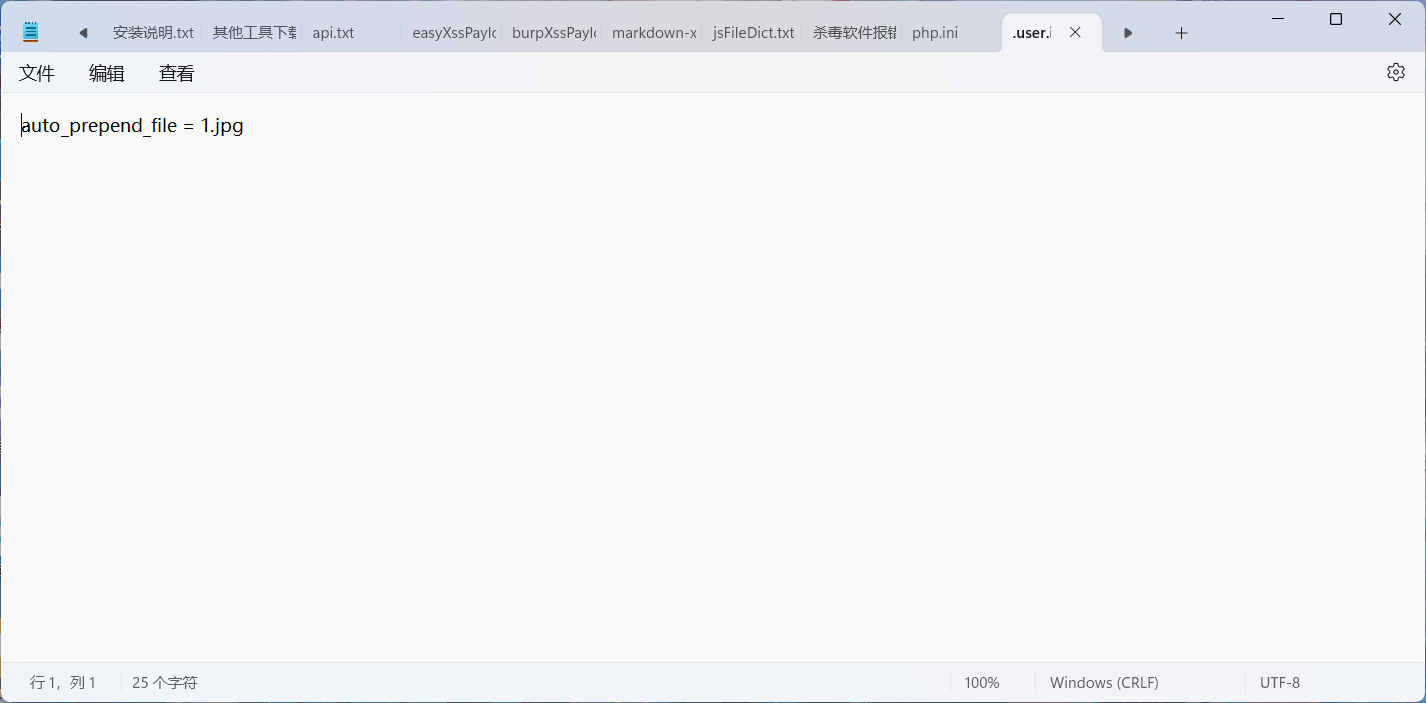 安装说明.txt 其他工具下载 api.txt easyXssPaylo burpXssPaylo markdown-x jsFileDict.txt 杀毒软件报错 php.ini .user.i
文件 编辑 查看
auto_prepend_file = 1.jpg
行 1, 列 1 25 个字符 100% Windows (CRLF) UTF-8